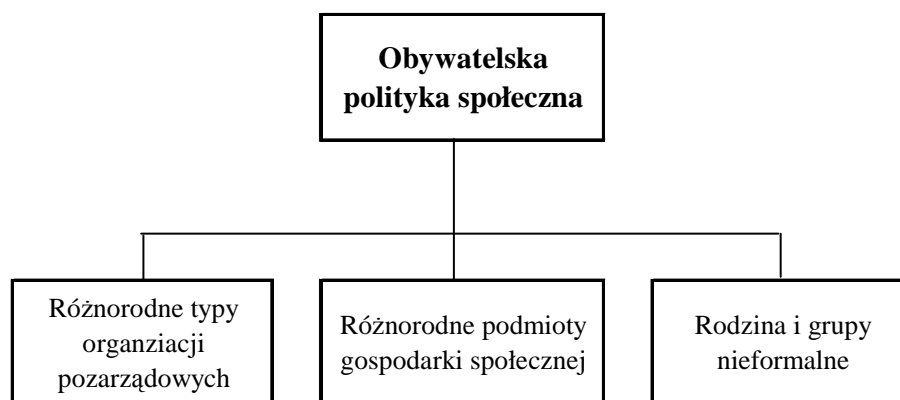 Obywatelska
polityka społeczna
Różnorodne typy
organziacji
pozarządowych
Różnorodne podmioty
gospodarki społecznej
Rodzina i grupy
nieformalne